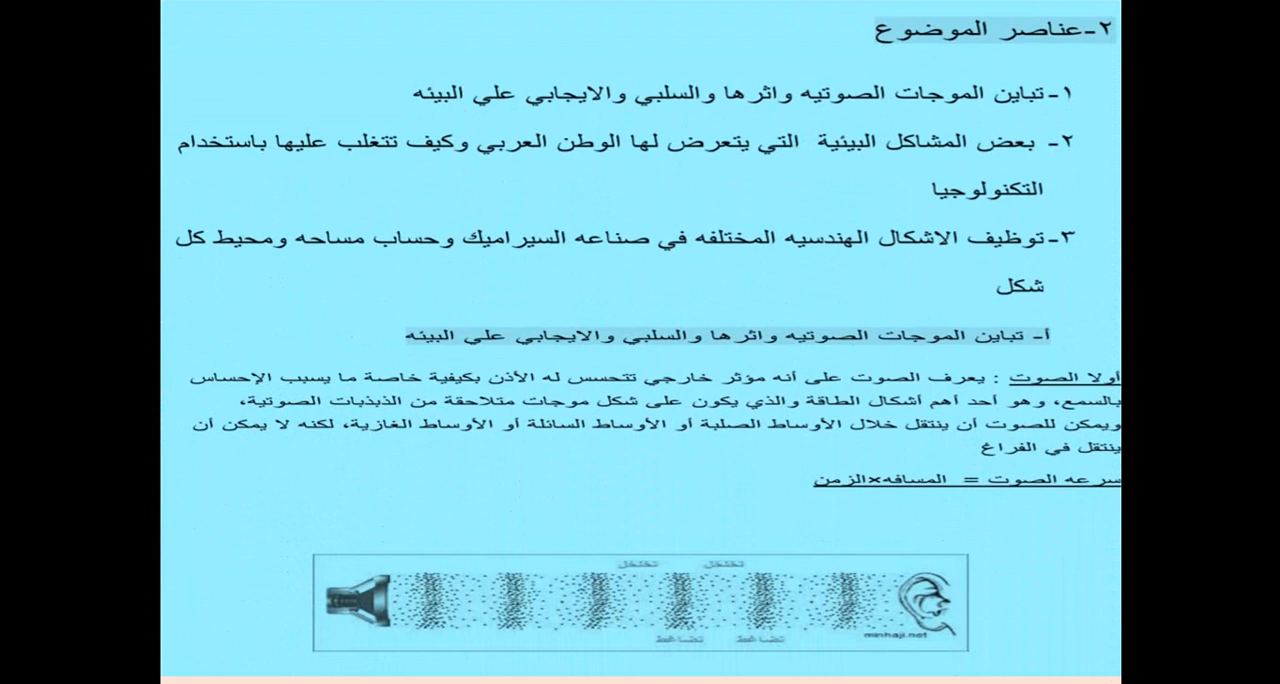 ٢-عناصر الموضوع
١- تباين الموجات الصوتيه واثرها والسلبي والايجابي علي البيئه
٢- بعض المشاكل البيئية التي يتعرض لها الوطن العربي وكيف تتغلب عليها باستخدام
التكنولوجيا
٣- توظيف الاشكال الهندسيه المختلفه في صناعه السيراميك وحساب مساحه ومحيط كل
شكل
أ- تباين الموجات الصوتيه واثرها والسلبي والايجابي علي البيئه
أولا الصوت : يعرف الصوت على أنه مؤثر خارجي تتحسس له الأذن بكيفية خاصة ما يسبب الإحساس
بالسمع، وهو أحد أهم أشكال الطاقة والذي يكون على شكل موجات متلاحقة من الذبذبات الصوتية،
ويمكن للصوت أن ينتقل خلال الأوساط الصلبة أو الأوساط السائلة أو الأوساط الغازية، لكنه لا يمكن أن
ينتقل في الفراغ
سرعه الصوت = المسافه×الزمن
تخلخل تخلخل
تضاغط تضاغط
minhaji.net